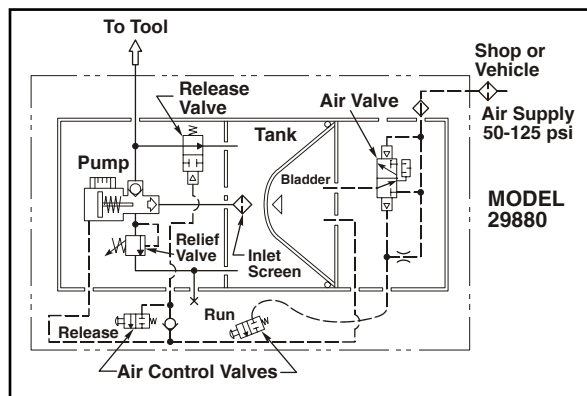 To Tool
Shop or
Vehicle
Release
Valve
Air Valve
Air Supply
50-125 psi
Tank
Pump
Bladder
MODEL
29880
Relief
Valve
Inlet
Screen
Run
Release
Air Control Valves